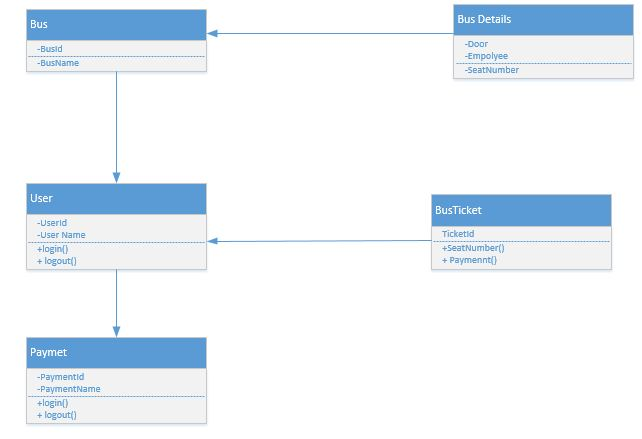 Bus
-BusId
-BusName
Bus Details
-Door
-Empolyee
-SeatNumber
User
-UserId
-User Name
+login()
+ logout()
BusTicket
TicketId
+SeatNumber()
+ Paymennt()
Paymet
-PaymentId
-PaymentName
+login()
+ logout()